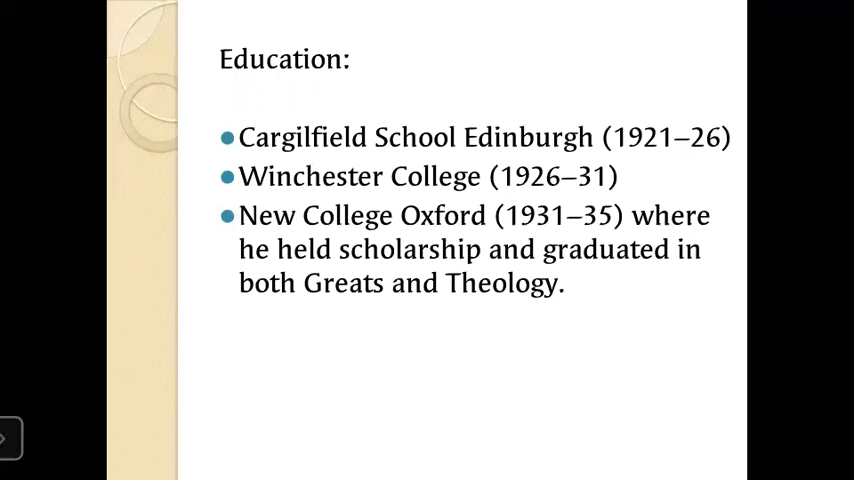 Education:
●Cargilfield School Edinburgh (1921–26)
●Winchester College (1926–31)
●New College Oxford (1931–35) where
he held scholarship and graduated in
both Greats and Theology.